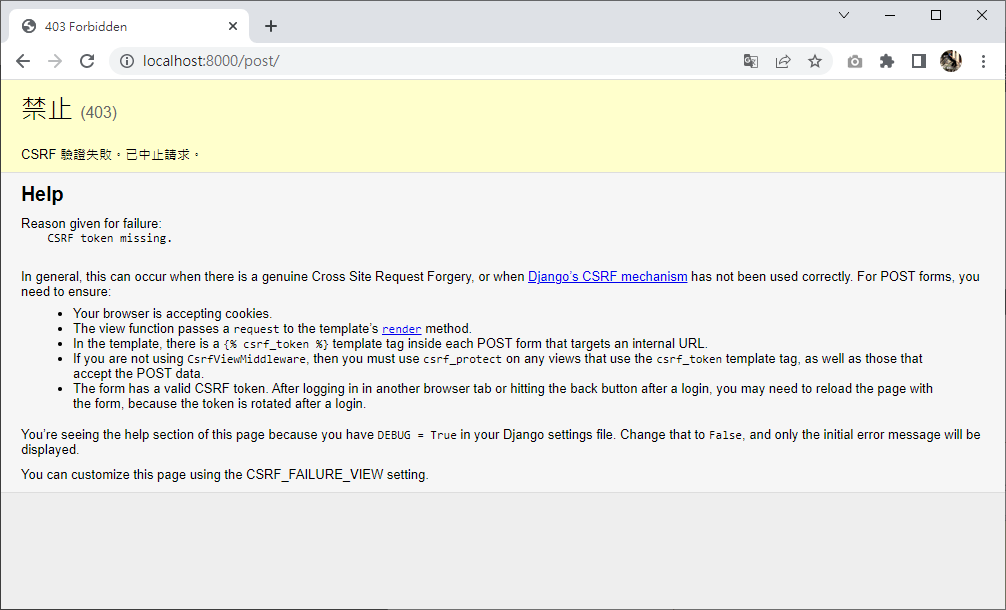 403 Forbidden
localhost:8000/post/
禁止 (403)
CSRF 驗證失敗。已中止請求。
Help
Reason given for failure:
CSRF token missing.
In general, this can occur when there is a genuine Cross Site Request Forgery, or when Django's CSRF mechanism has not been used correctly. For POST forms, you
need to ensure:
• Your browser is accepting cookies.
• The view function passes a request to the template's render method.
• In the template, there is a {% csrf_token %} template tag inside each POST form that targets an internal URL.
• If you are not using CsrfViewMiddleware, then you must use csrf_protect on any views that use the csrf_token template tag, as well as those that
accept the POST data.
• The form has a valid CSRF token. After logging in in another browser tab or hitting the back button after a login, you may need to reload the page with
the form, because the token is rotated after a login.
You're seeing the help section of this page because you have DEBUG = True in your Django settings file. Change that to False, and only the initial error message will be
displayed.
You can customize this page using the CSRF_FAILURE_VIEW setting.